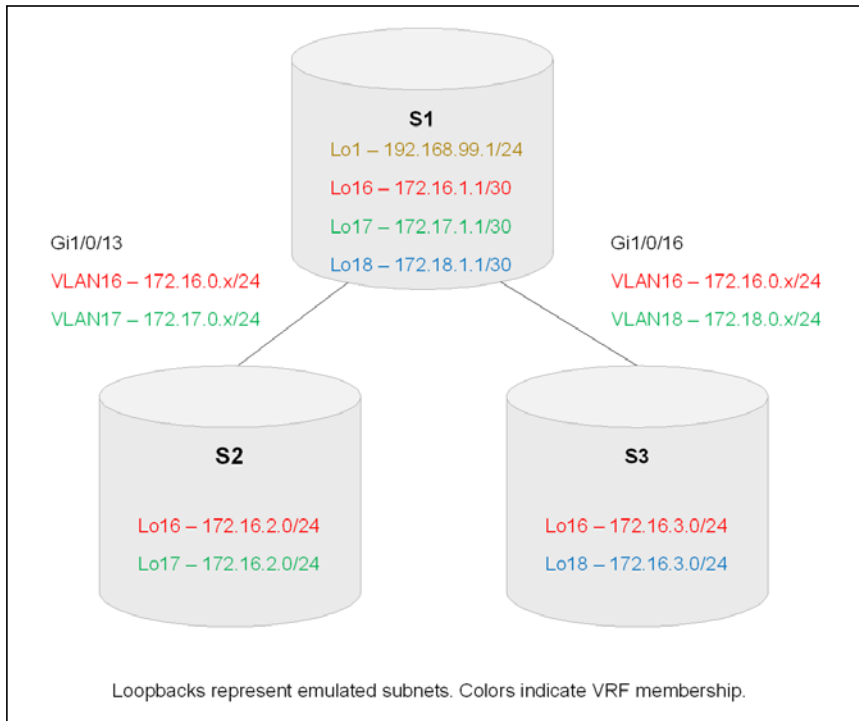 S1
Lo1 – 192.168.99.1/24
Lo16 – 172.16.1.1/30
Lo17 – 172.17.1.1/30
Lo18 – 172.18.1.1/30
Gi1/0/13
VLAN16 – 172.16.0.x/24
VLAN17 – 172.17.0.x/24
Gi1/0/16
VLAN16 – 172.16.0.x/24
VLAN18 – 172.18.0.x/24
S2
Lo16 – 172.16.2.0/24
Lo17 – 172.16.2.0/24
S3
Lo16 – 172.16.3.0/24
Lo18 – 172.16.3.0/24
Loopbacks represent emulated subnets. Colors indicate VRF membership.